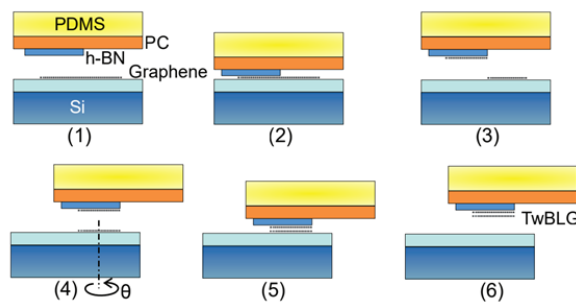 PDMS
PC
h-BN
Graphene
Si
(1)
(2)
(3)
(4)
θ
(5)
TwBLG
(6)